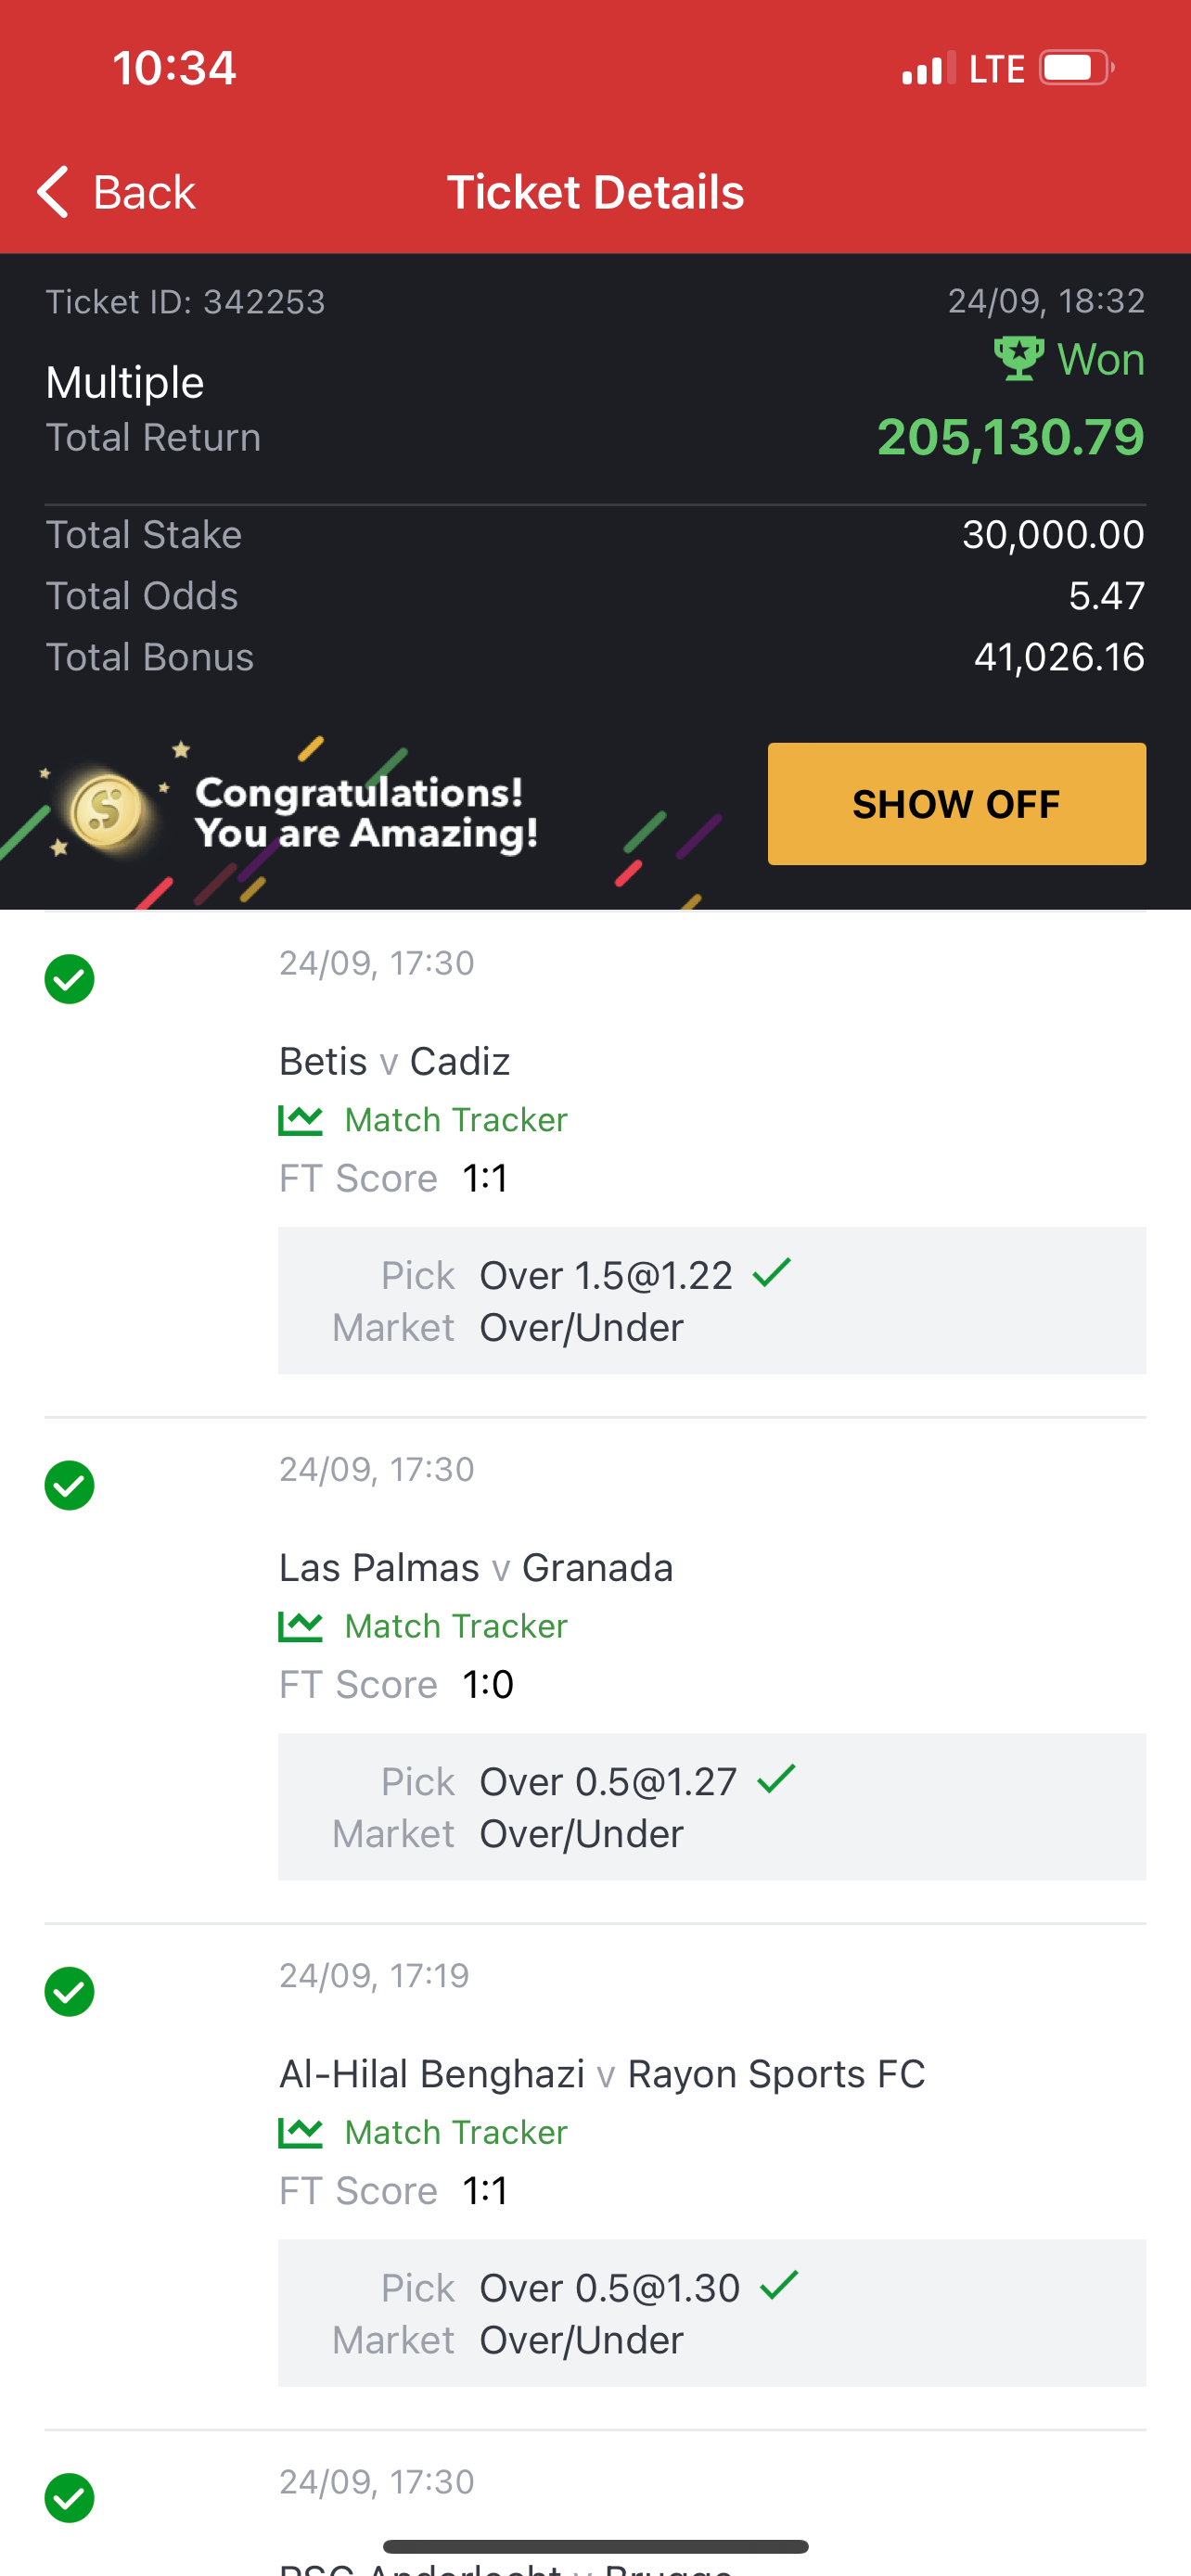 10:34
LTE
Back
Ticket Details
Ticket ID: 342253
24/09, 18:32
Won
Multiple
Total Return
205,130.79
Total Stake
30,000.00
Total Odds
5.47
Total Bonus
41,026.16
Congratulations!
You are Amazing!
SHOW OFF
24/09, 17:30
Betis v Cadiz
Match Tracker
FT Score 1:1
Pick Over 1.5@1.22
Market Over/Under
24/09, 17:30
Las Palmas v Granada
Match Tracker
FT Score 1:0
Pick Over 0.5@1.27
Market Over/Under
24/09, 17:19
Al-Hilal Benghazi v Rayon Sports FC
Match Tracker
FT Score 1:1
Pick Over 0.5@1.30
Market Over/Under
24/09, 17:30
RSC Anderlecht v Brugge